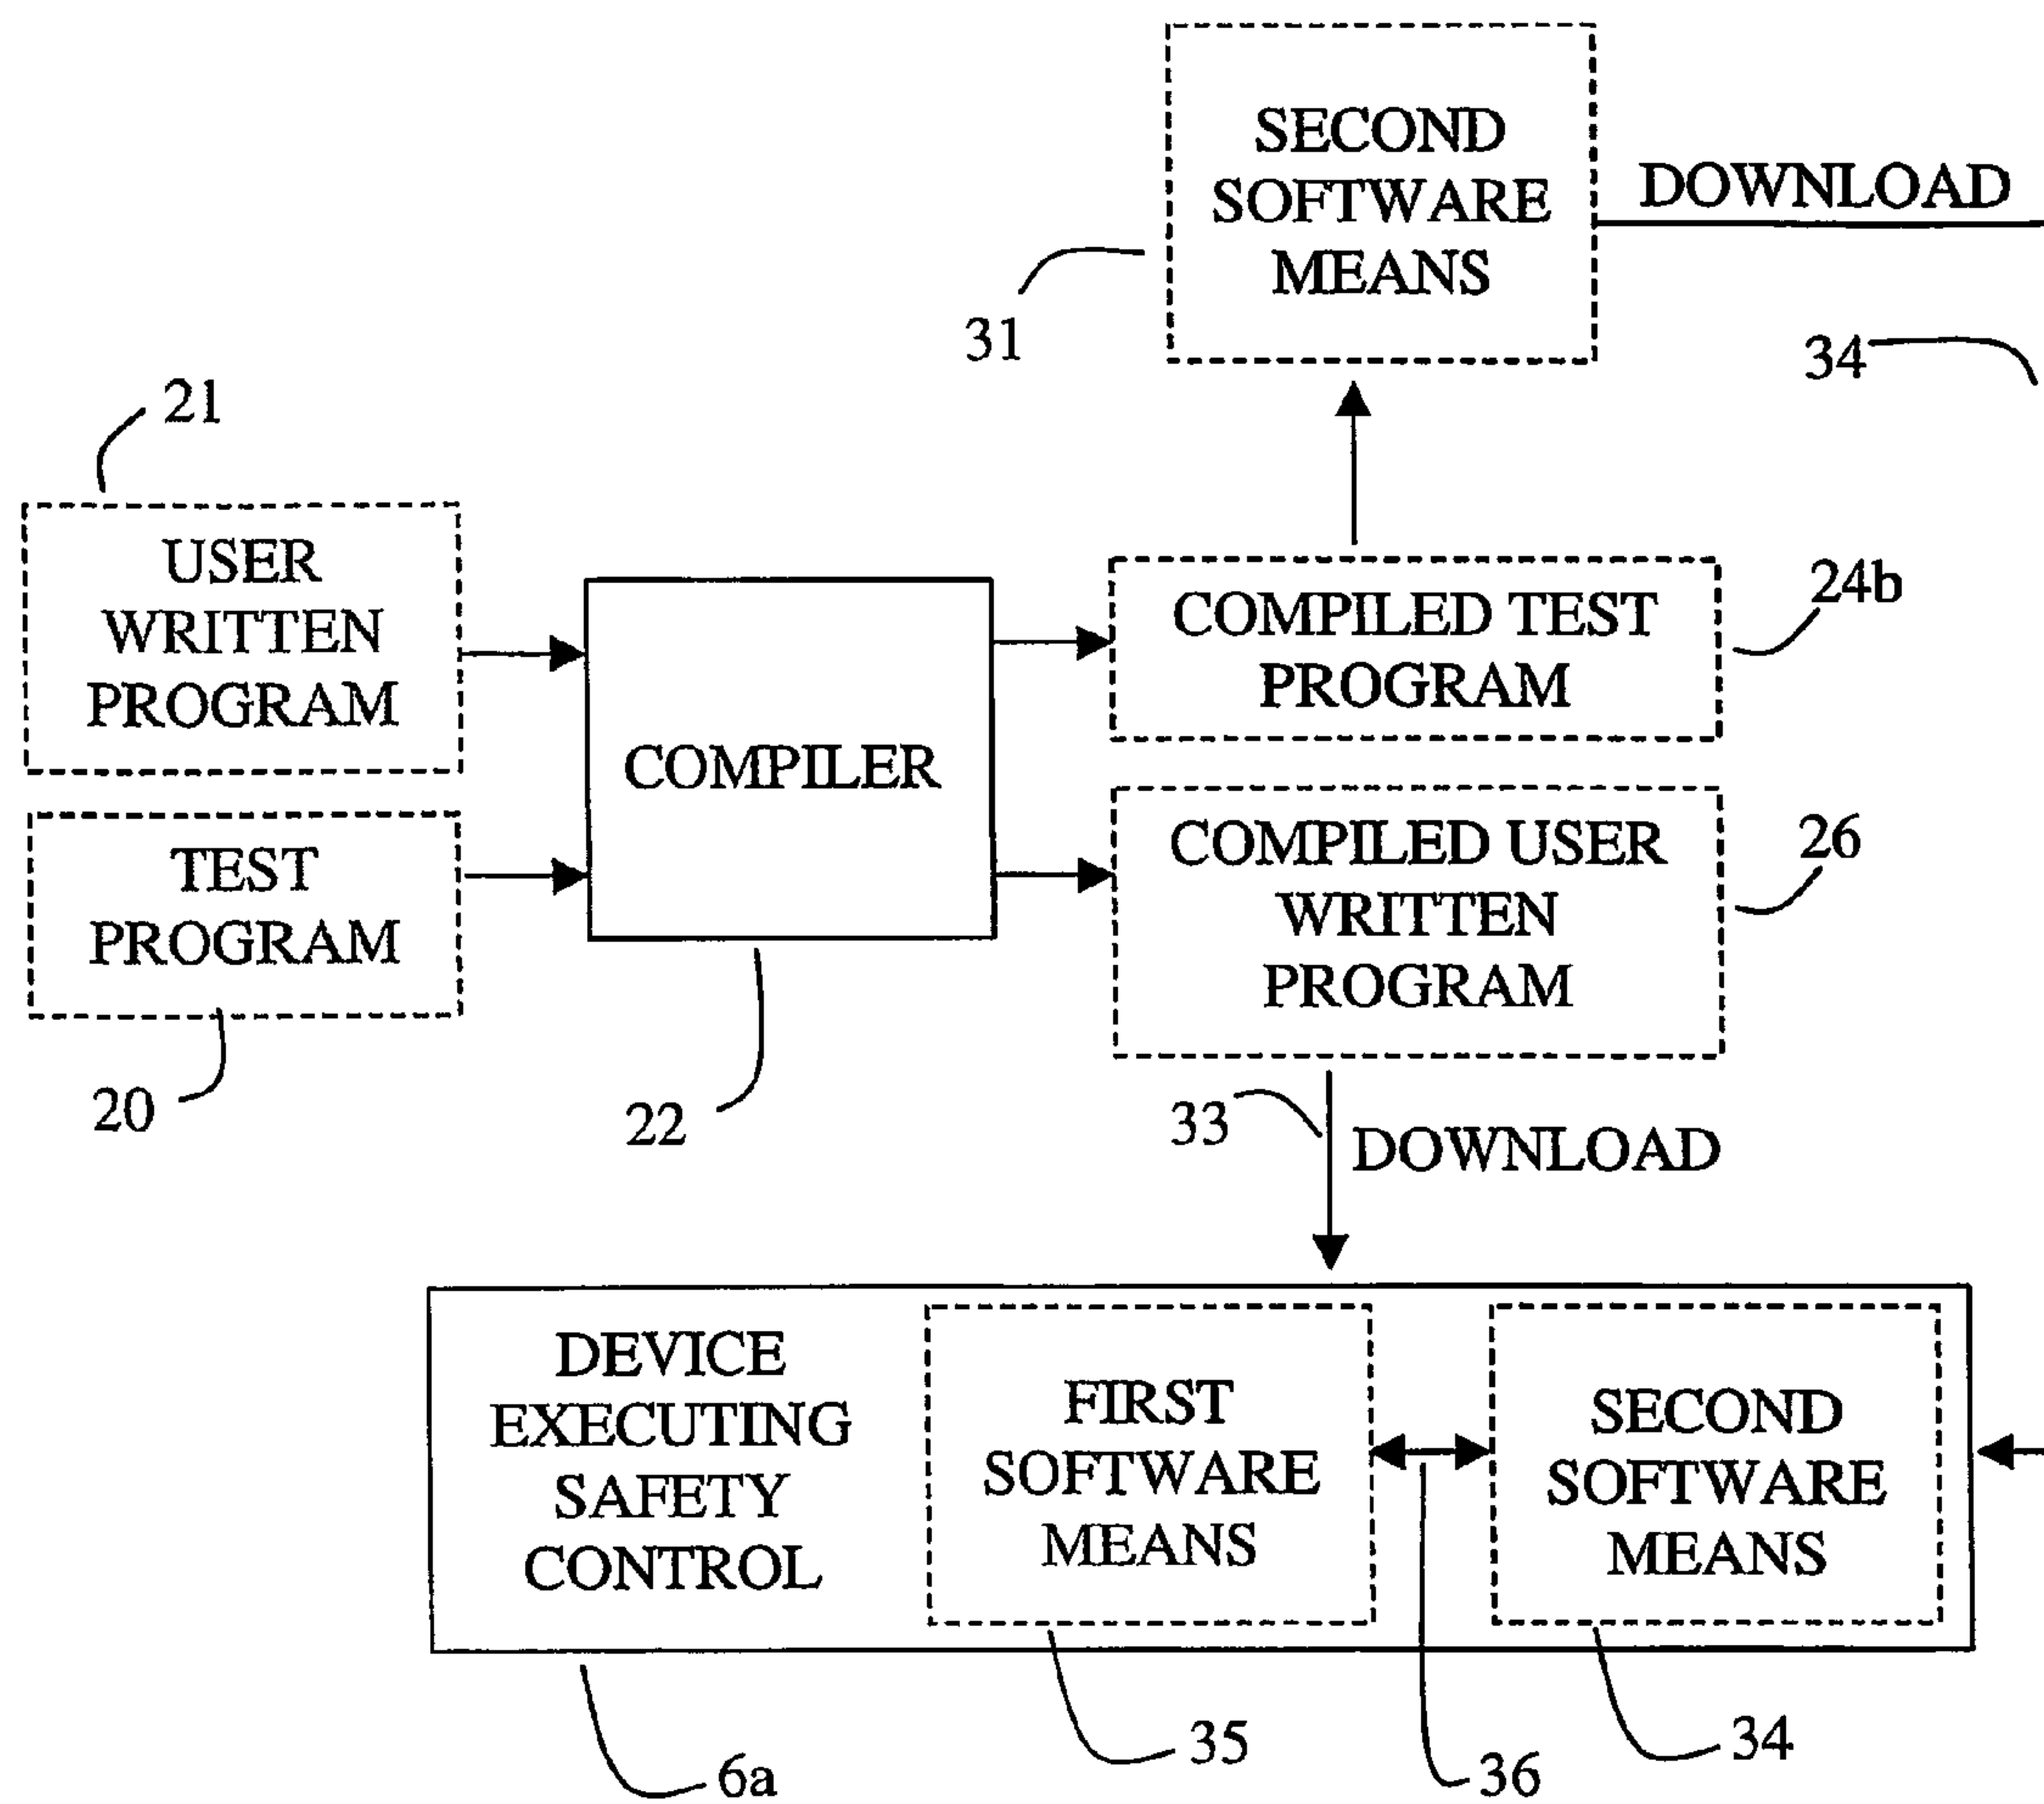 SECOND
SOFTWARE
MEANS
DOWNLOAD
31
34
21
USER
WRITTEN
PROGRAM
COMPILED TEST
PROGRAM
24b
COMPILER
TEST
PROGRAM
COMPILED USER
WRITTEN
PROGRAM
26
20
22
33
DOWNLOAD
DEVICE
EXECUTING
SAFETY
CONTROL
FIRST
SOFTWARE
MEANS
SECOND
SOFTWARE
MEANS
6a
35
36
34